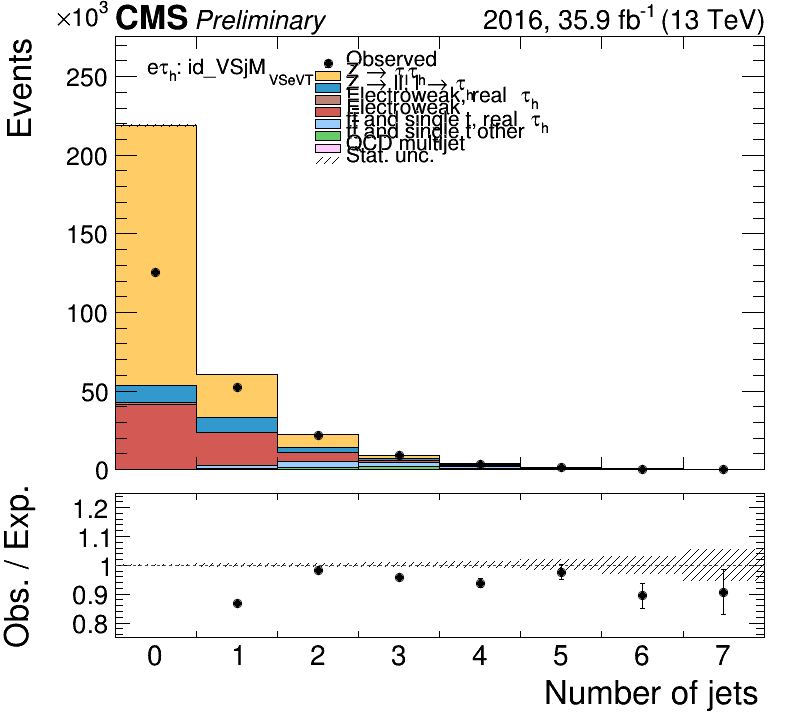 ×10³ CMS Preliminary 2016, 35.9 fb⁻¹ (13 TeV)
Events
250
200
150
100
50
0
eτh: id_VSjM VSeVT
Observed
Z → ττ
Z → ll, lh → τh
Electroweak, real τh
Electroweak
tt and single t, real τh
tt and single t, other
QCD multijet
Stat. unc.
Obs. / Exp.
1.2
1.1
1
0.9
0.8
0 1 2 3 4 5 6 7
Number of jets